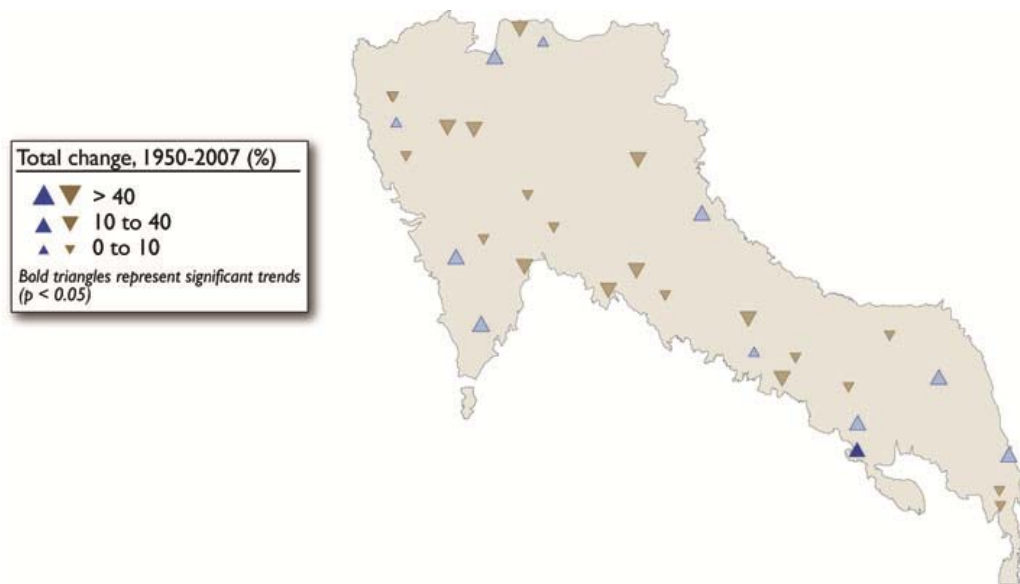 Total change, 1950-2007 (%)
> 40
10 to 40
0 to 10
Bold triangles represent significant trends
(p < 0.05)